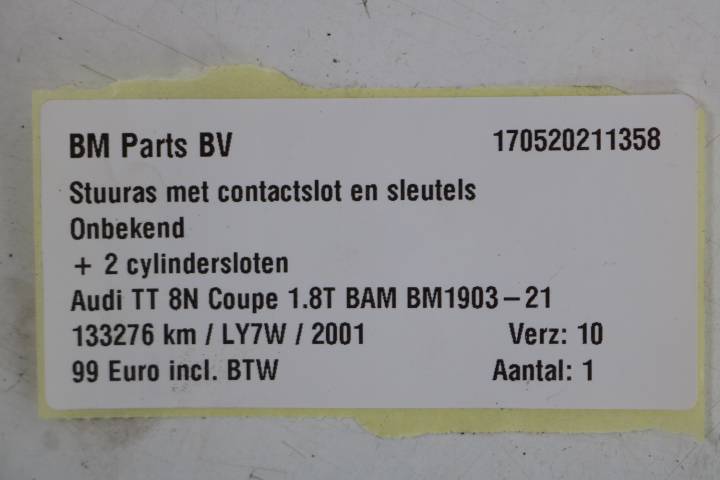 BM Parts BV 170520211358
Stuuras met contactslot en sleutels
Onbekend
+ 2 cylindersloten
Audi TT 8N Coupe 1.8T BAM BM1903-21
133276 km / LY7W / 2001 Verz: 10
99 Euro incl. BTW Aantal: 1